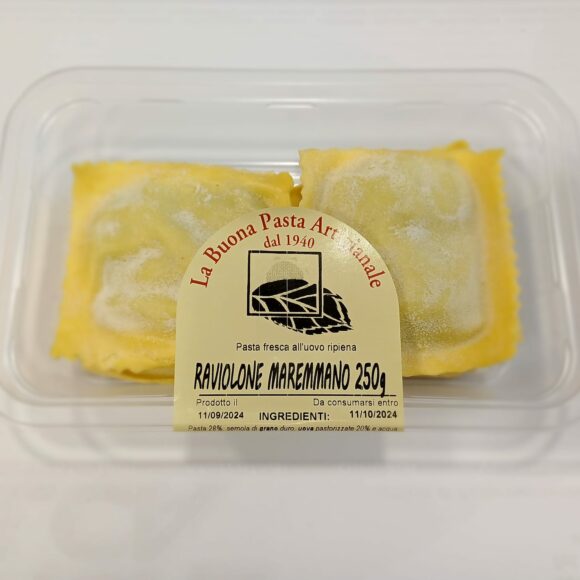 La Buona Pasta Artigianale
dal 1940
Pasta fresca all'uovo ripiena
RAVIOLONE MAREMMANO 250g
Prodotto il Da consumarsi entro
11/09/2024 INGREDIENTI: 11/10/2024
Pasta 28%, semola di grano duro, uova pastorizzate 20% e acqua